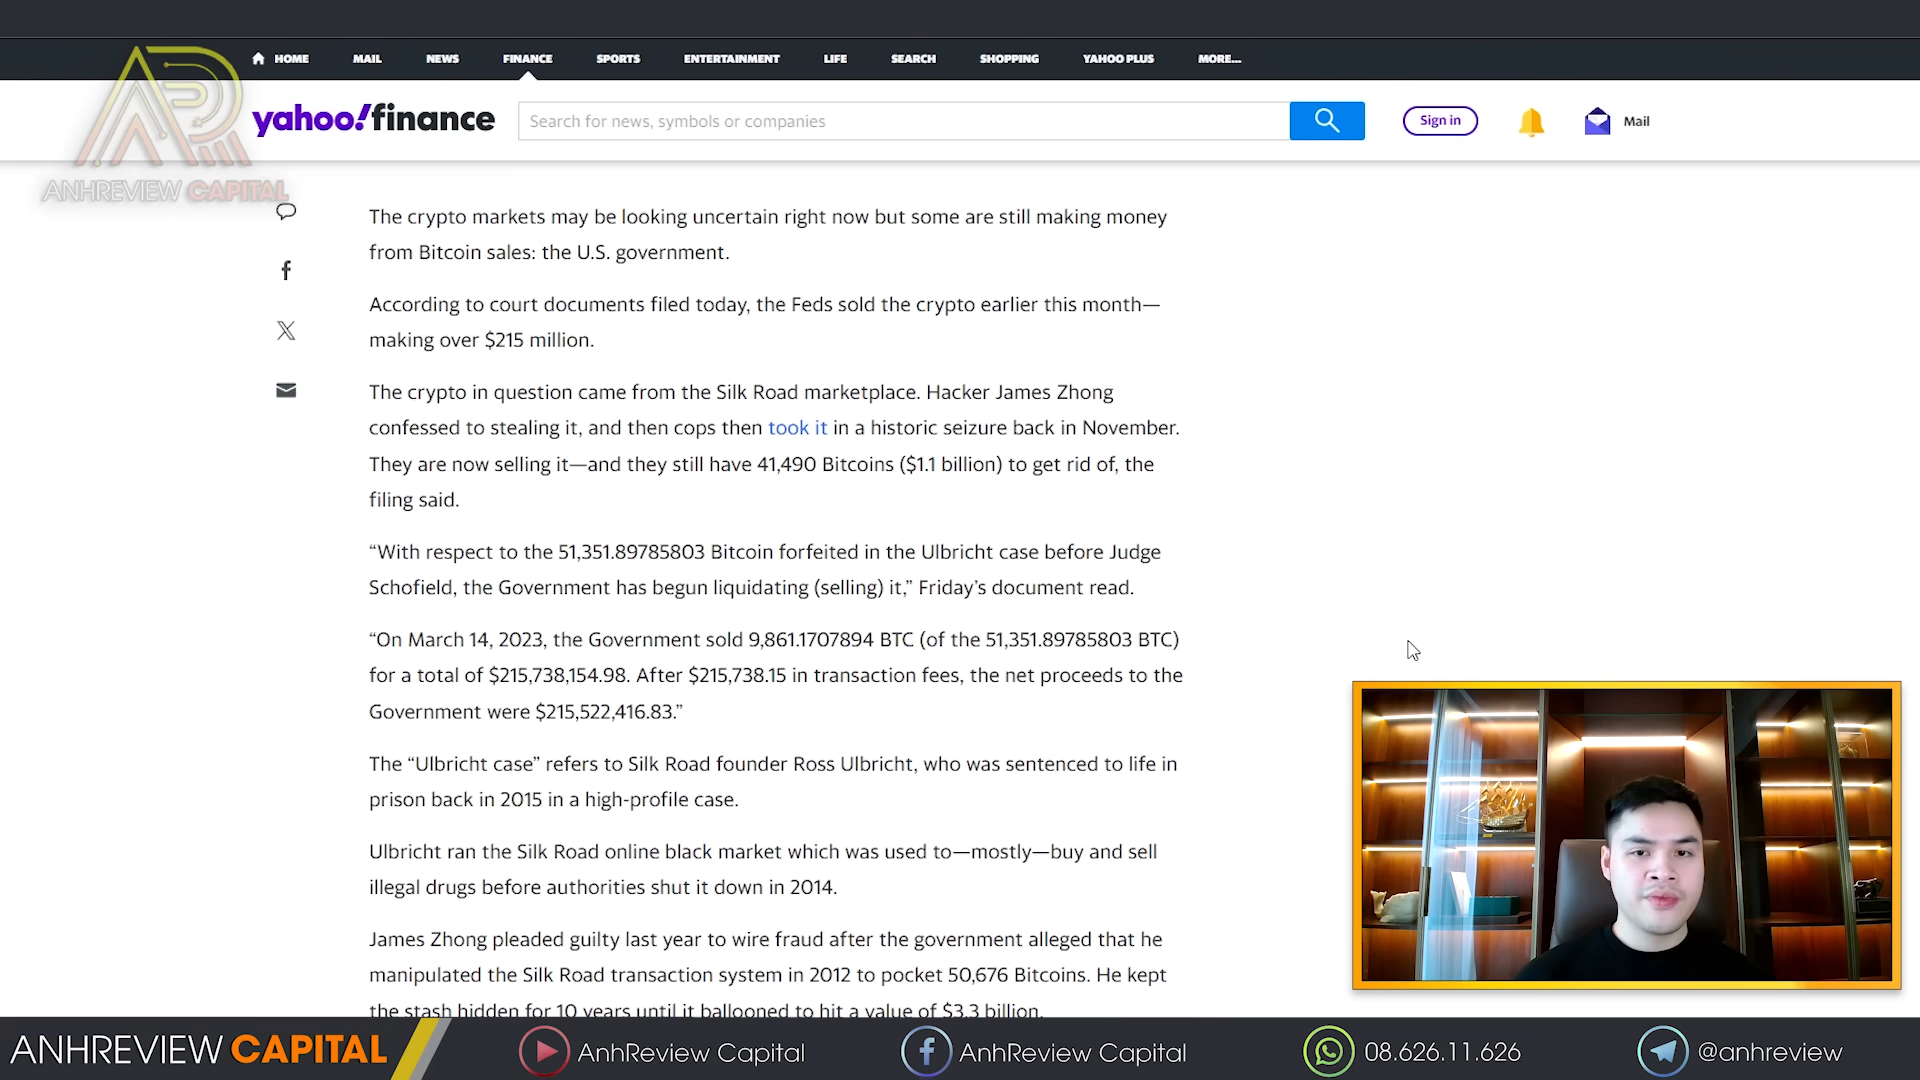 HOME MAIL NEWS FINANCE SPORTS ENTERTAINMENT LIFE SEARCH SHOPPING YAHOO PLUS MORE...
yahoo!finance Search for news, symbols or companies Sign in Mail
ANHREVIEW CAPITAL
The crypto markets may be looking uncertain right now but some are still making money
from Bitcoin sales: the U.S. government.
According to court documents filed today, the Feds sold the crypto earlier this month—
making over $215 million.
The crypto in question came from the Silk Road marketplace. Hacker James Zhong
confessed to stealing it, and then cops then took it in a historic seizure back in November.
They are now selling it—and they still have 41,490 Bitcoins ($1.1 billion) to get rid of, the
filing said.
“With respect to the 51,351.89785803 Bitcoin forfeited in the Ulbricht case before Judge
Schofield, the Government has begun liquidating (selling) it,” Friday’s document read.
“On March 14, 2023, the Government sold 9,861.1707894 BTC (of the 51,351.89785803 BTC)
for a total of $215,738,154.98. After $215,738.15 in transaction fees, the net proceeds to the
Government were $215,522,416.83.”
The “Ulbricht case” refers to Silk Road founder Ross Ulbricht, who was sentenced to life in
prison back in 2015 in a high-profile case.
Ulbricht ran the Silk Road online black market which was used to—mostly—buy and sell
illegal drugs before authorities shut it down in 2014.
James Zhong pleaded guilty last year to wire fraud after the government alleged that he
manipulated the Silk Road transaction system in 2012 to pocket 50,676 Bitcoins. He kept
the stash hidden for 10 years until it ballooned to hit a value of $3.3 billion.
ANHREVIEW CAPITAL AnhReview Capital AnhReview Capital 08.626.11.626 @anhreview